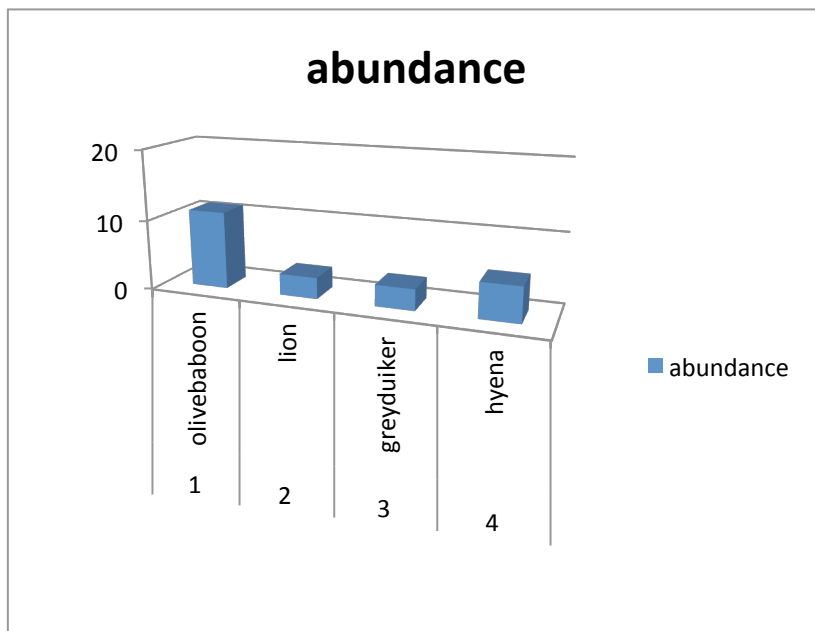 abundance
20
10
0
olivebaboon
lion
greyduiker
hyena
1
2
3
4
abundance